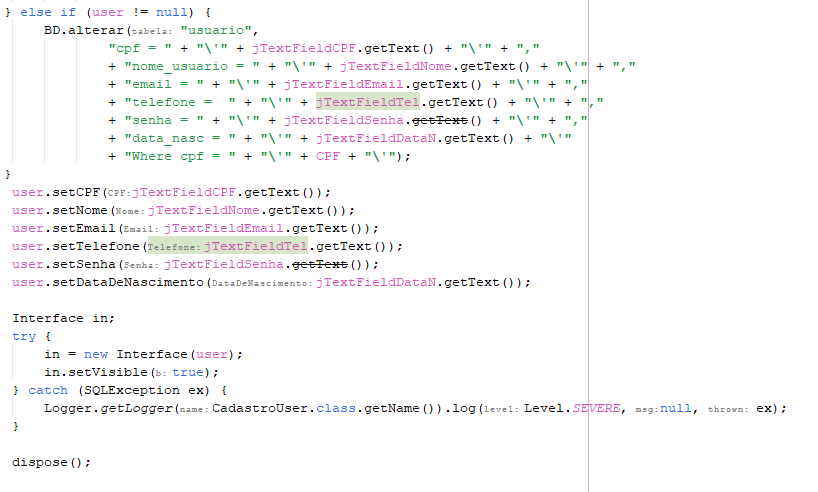 } else if (user != null) {
BD.alterar(tabela: "usuario",
"cpf = " + "\'" + jTextFieldCPF.getText() + "\'" + ","
+ "nome_usuario = " + "\'" + jTextFieldNome.getText() + "\'" + ","
+ "email = " + "\'" + jTextFieldEmail.getText() + "\'" + ","
+ "telefone =  " + "\'" + jTextFieldTel.getText() + "\'" + ","
+ "senha = " + "\'" + jTextFieldSenha.getText() + "\'" + ","
+ "data_nasc = " + "\'" + jTextFieldDataN.getText() + "\'"
+ "Where cpf = " + "\'" + CPF + "\'");
}
user.setCPF(CPF:jTextFieldCPF.getText());
user.setNome(Nome:jTextFieldNome.getText());
user.setEmail(Email:jTextFieldEmail.getText());
user.setTelefone(Telefone:jTextFieldTel.getText());
user.setSenha(Senha:jTextFieldSenha.getText());
user.setDataDeNascimento(DataDeNascimento:jTextFieldDataN.getText());
Interface in;
try {
in = new Interface(user);
in.setVisible(b: true);
} catch (SQLException ex) {
Logger.getLogger(name:CadastroUser.class.getName()).log(level: Level.SEVERE, msg:null, thrown: ex);
}
dispose();